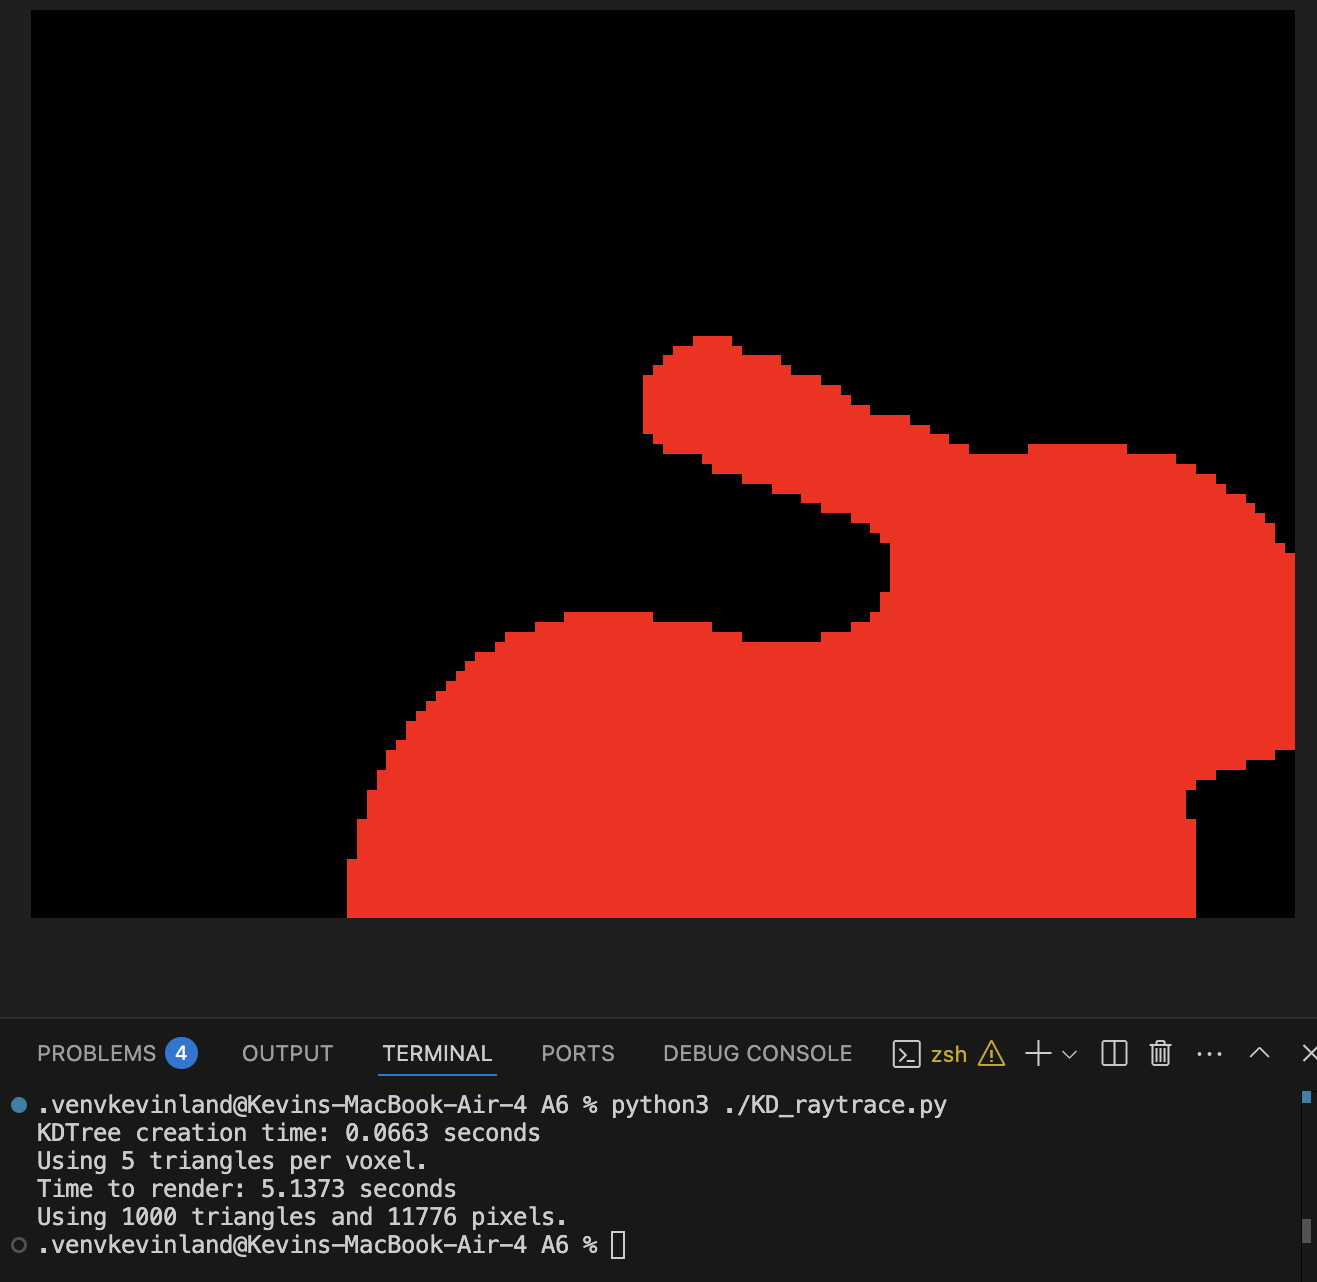 PROBLEMS 4 OUTPUT TERMINAL PORTS DEBUG CONSOLE zsh
.venvkevinland@Kevins-MacBook-Air-4 A6 % python3 ./KD_raytrace.py
KDTree creation time: 0.0663 seconds
Using 5 triangles per voxel.
Time to render: 5.1373 seconds
Using 1000 triangles and 11776 pixels.
.venvkevinland@Kevins-MacBook-Air-4 A6 %